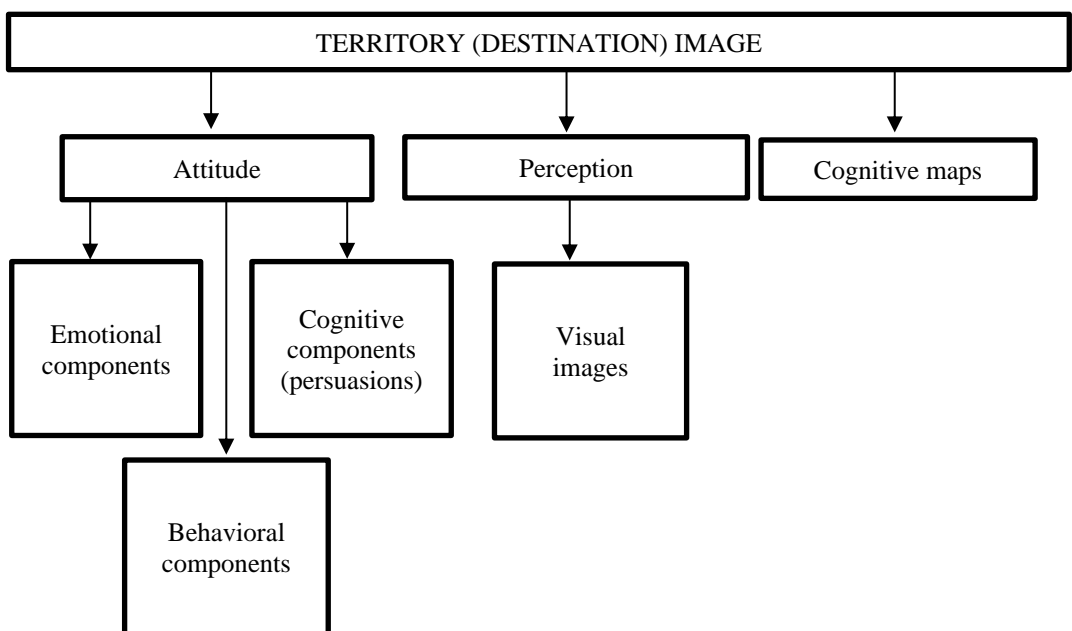 TERRITORY (DESTINATION) IMAGE
Attitude
Perception
Cognitive maps
Emotional
components
Cognitive
components
(persuasions)
Visual
images
Behavioral
components